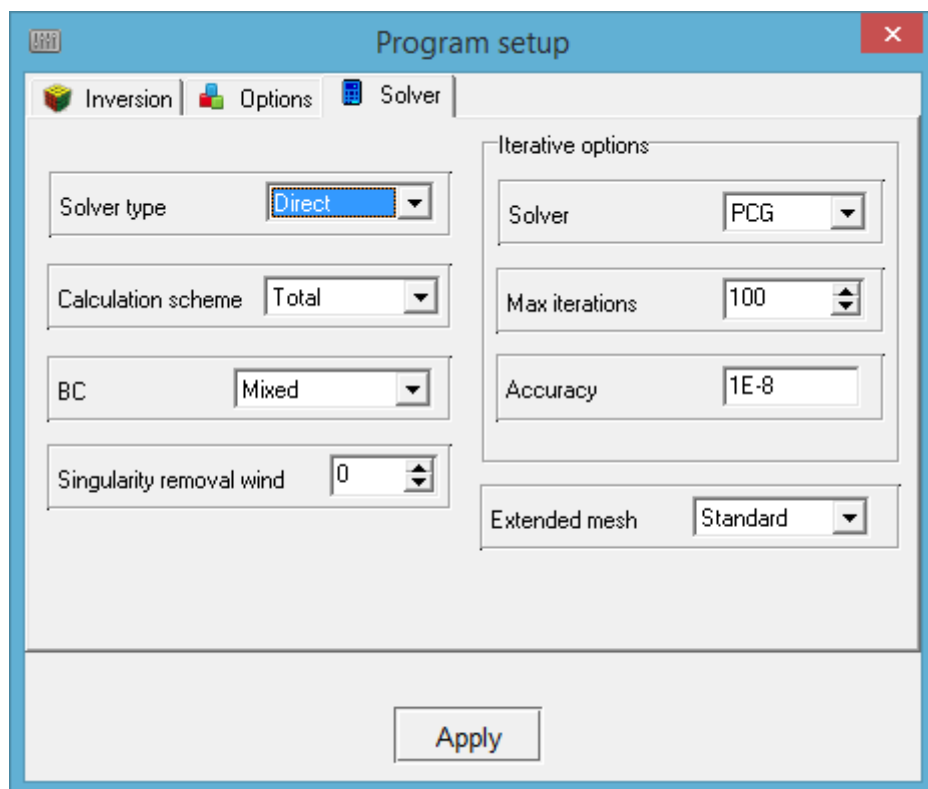 Program setup
Inversion
Options
Solver
Solver type
Direct
Calculation scheme
Total
BC
Mixed
Singularity removal wind
0
Iterative options
Solver
PCG
Max iterations
100
Accuracy
1E-8
Extended mesh
Standard
Apply